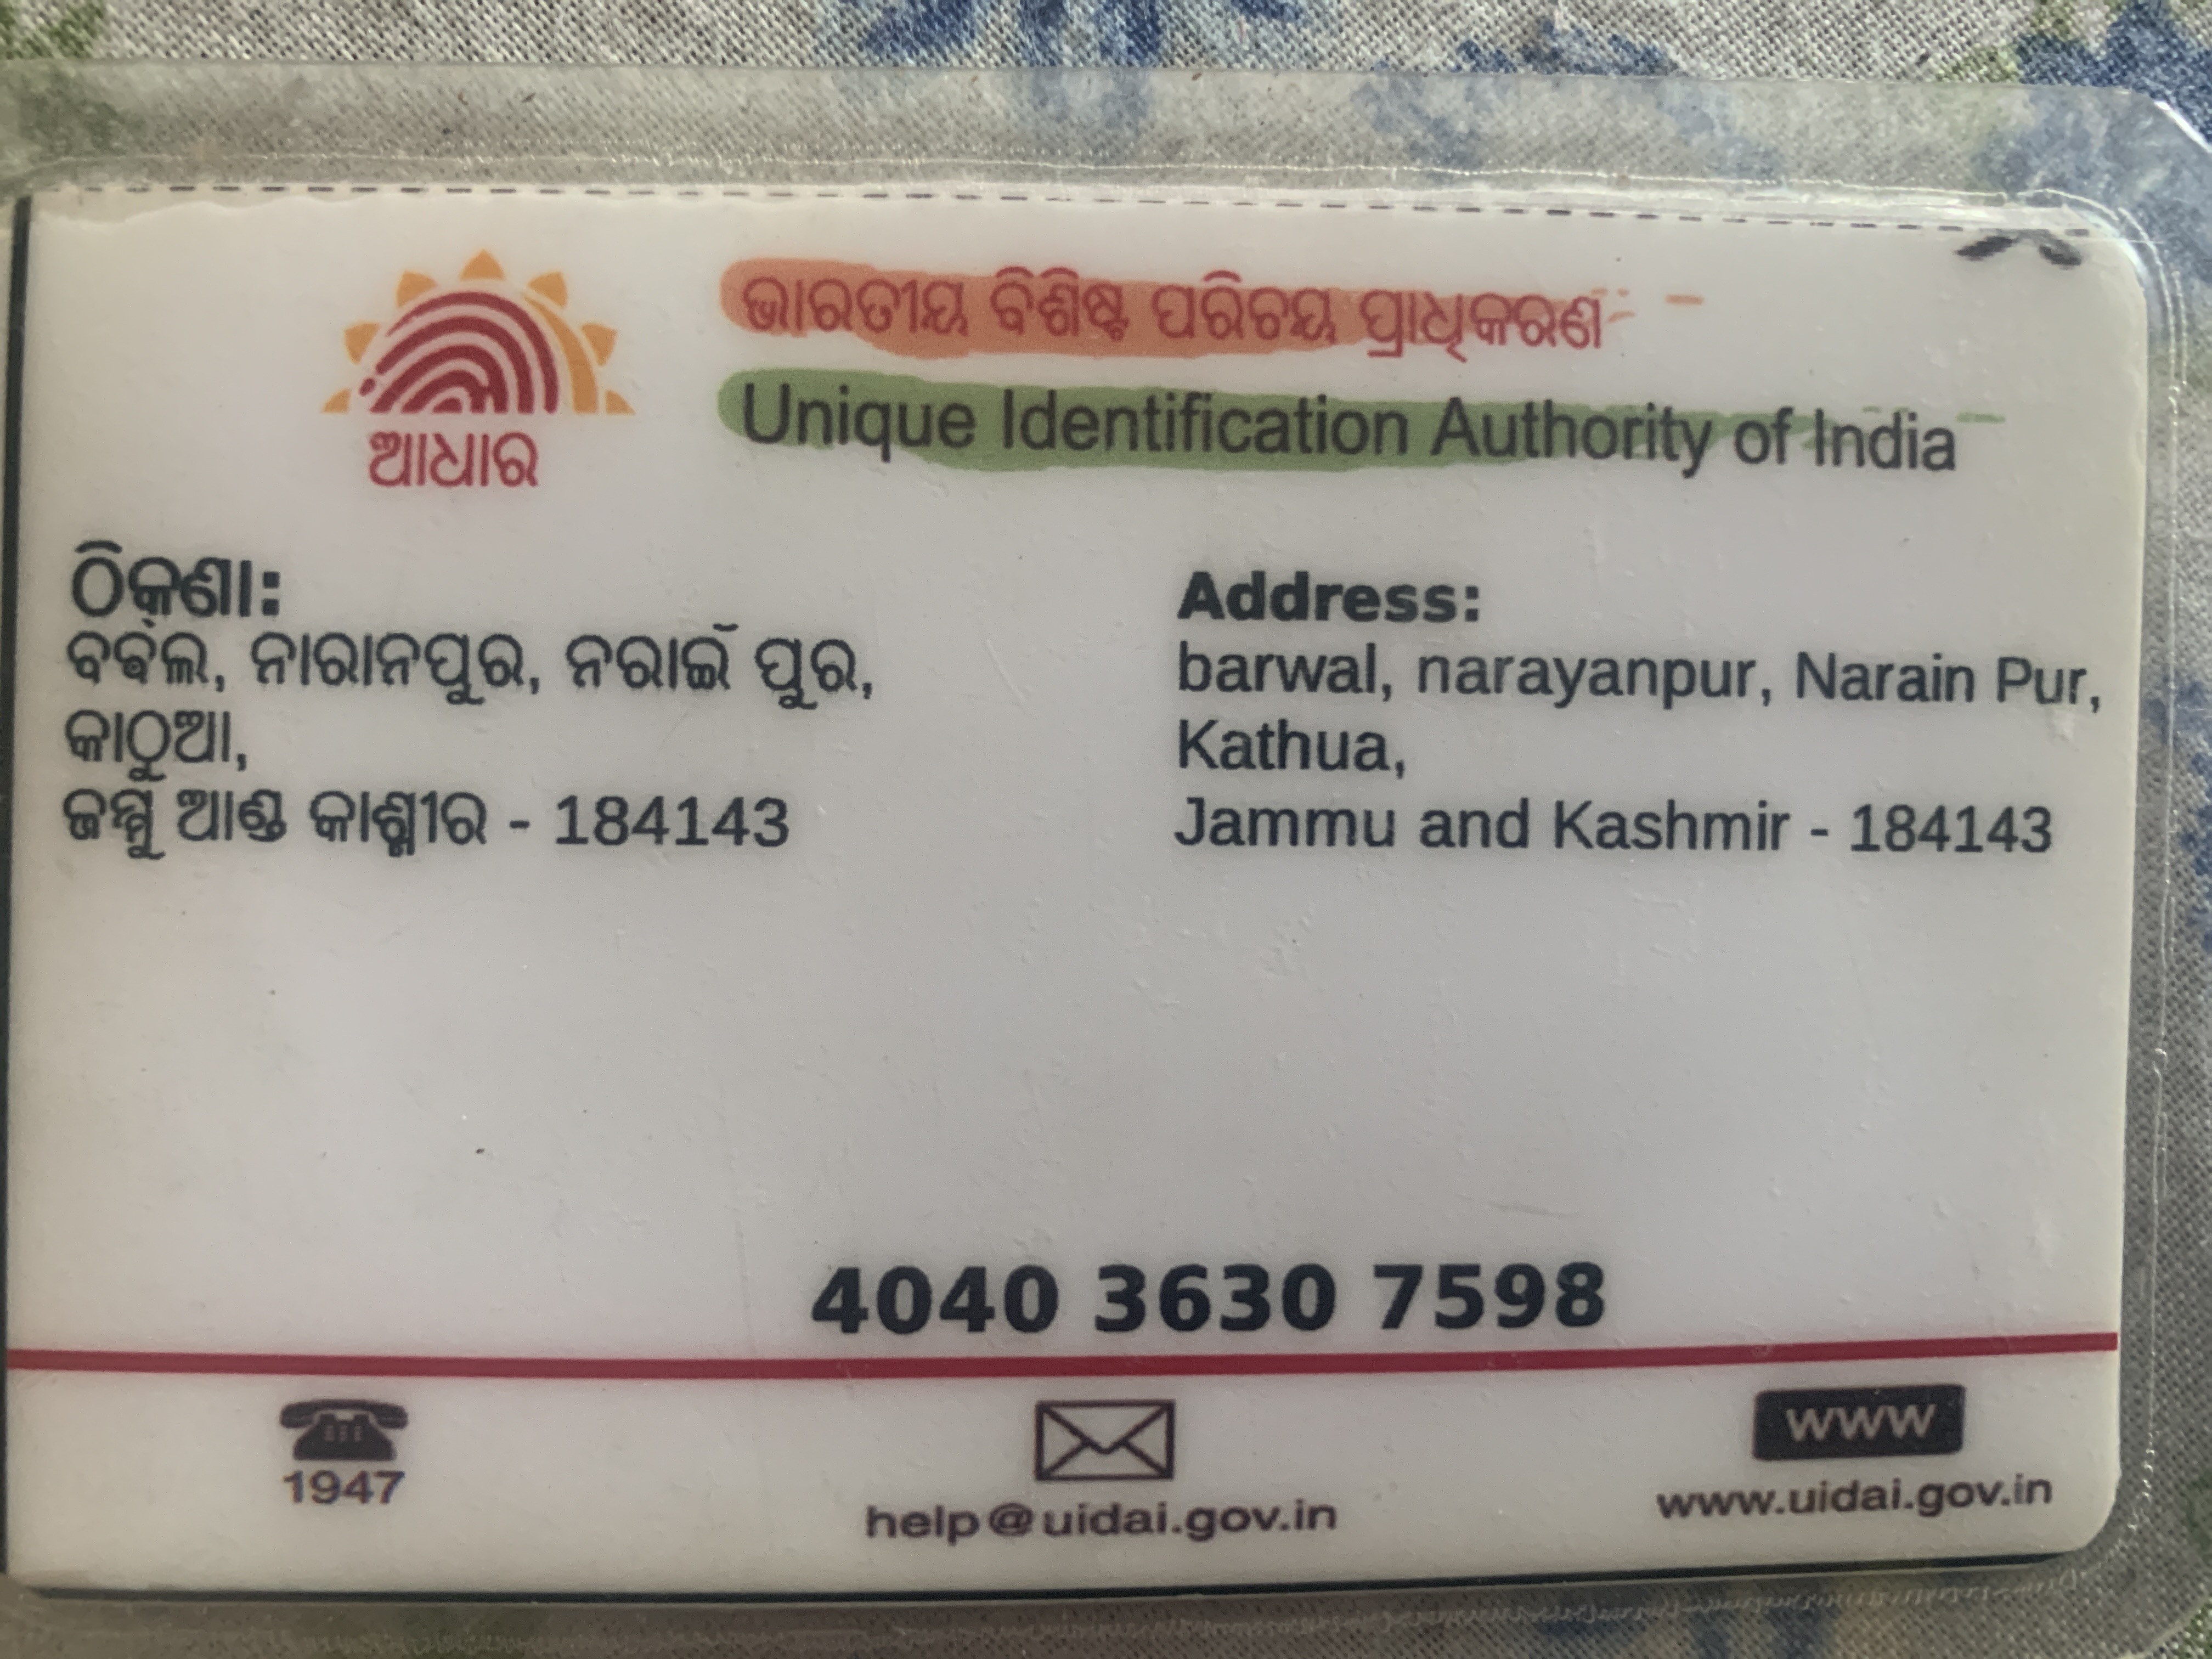 ଭାରତୀୟ ବିଶିଷ୍ଟ ପରିଚୟ ପ୍ରାଧିକରଣ
Unique Identification Authority of India
ଆଧାର
ଠିକଣା:
ବର୍ଵାଲ, ନାରାନପୁର, ନରାଇଁ ପୁର,
କାଠୁଆ,
ଜମ୍ମୁ ଆଣ୍ଡ କାଶ୍ମୀର - 184143
Address:
barwal, narayanpur, Narain Pur,
Kathua,
Jammu and Kashmir - 184143
4040 3630 7598
1947
help@uidai.gov.in
www
www.uidai.gov.in